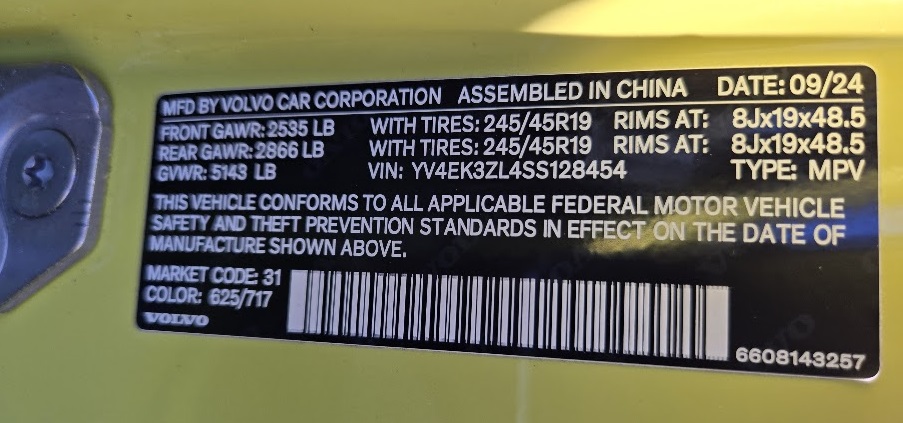 MFD BY VOLVO CAR CORPORATION ASSEMBLED IN CHINA DATE: 09/24
FRONT GAWR: 2535 LB WITH TIRES: 245/45R19 RIMS AT: 8Jx19x48.5
REAR GAWR: 2866 LB WITH TIRES: 245/45R19 RIMS AT: 8Jx19x48.5
GVWR: 5143 LB VIN: YV4EK3ZL4SS128454 TYPE: MPV
THIS VEHICLE CONFORMS TO ALL APPLICABLE FEDERAL MOTOR VEHICLE
SAFETY AND THEFT PREVENTION STANDARDS IN EFFECT ON THE DATE OF
MANUFACTURE SHOWN ABOVE.
MARKET CODE: 31
COLOR: 625/717
VOLVO
6608143257